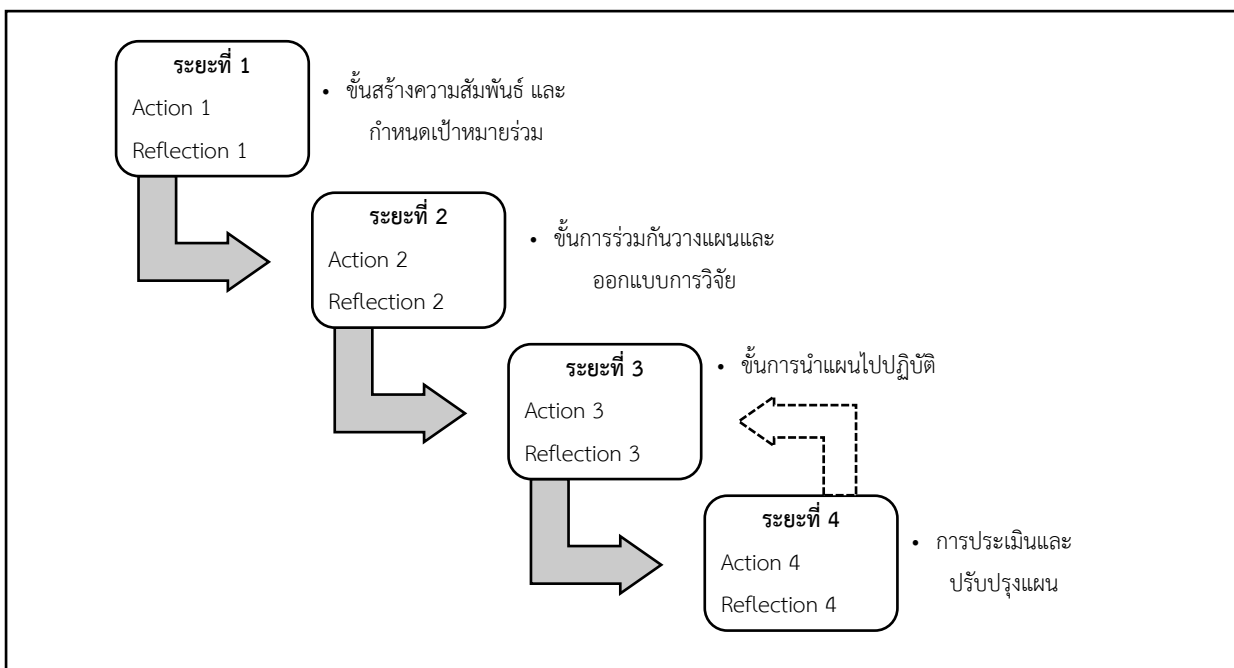 ระยะที่ 1
Action 1
Reflection 1
• ขั้นสร้างความสัมพันธ์ และ
กำหนดเป้าหมายร่วม
ระยะที่ 2
Action 2
Reflection 2
• ขั้นการร่วมกันวางแผนและ
ออกแบบการวิจัย
ระยะที่ 3
Action 3
Reflection 3
• ขั้นการนำแผนไปปฏิบัติ
ระยะที่ 4
Action 4
Reflection 4
• การประเมินและ
ปรับปรุงแผน